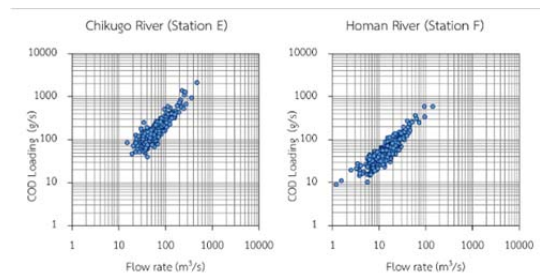 Chikugo River (Station E)
10000
1000
100
10
1
COD Loading (g/s)
1 10 100 1000 10000
Flow rate (m³/s)
Homan River (Station F)
10000
1000
100
10
1
COD Loading (g/s)
1 10 100 1000 10000
Flow rate (m³/s)